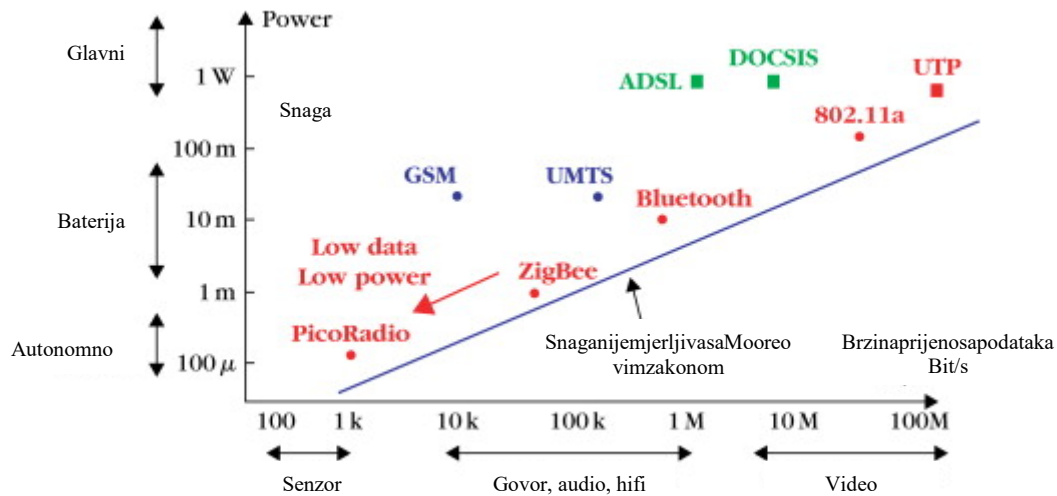 Power
Glavni
1 W
Snaga
ADSL
DOCSIS
UTP
802.11a
100 m
GSM
UMTS
Bluetooth
Baterija
10 m
Low data
Low power
ZigBee
1 m
PicoRadio
Autonomno
100 μ
SnaganijemjerljivasaMooreo
vimzakonom
Brzinaprijenosapodataka
Bit/s
100 1 k 10 k 100 k 1 M 10 M 100M
Senzor Govor, audio, hifi Video